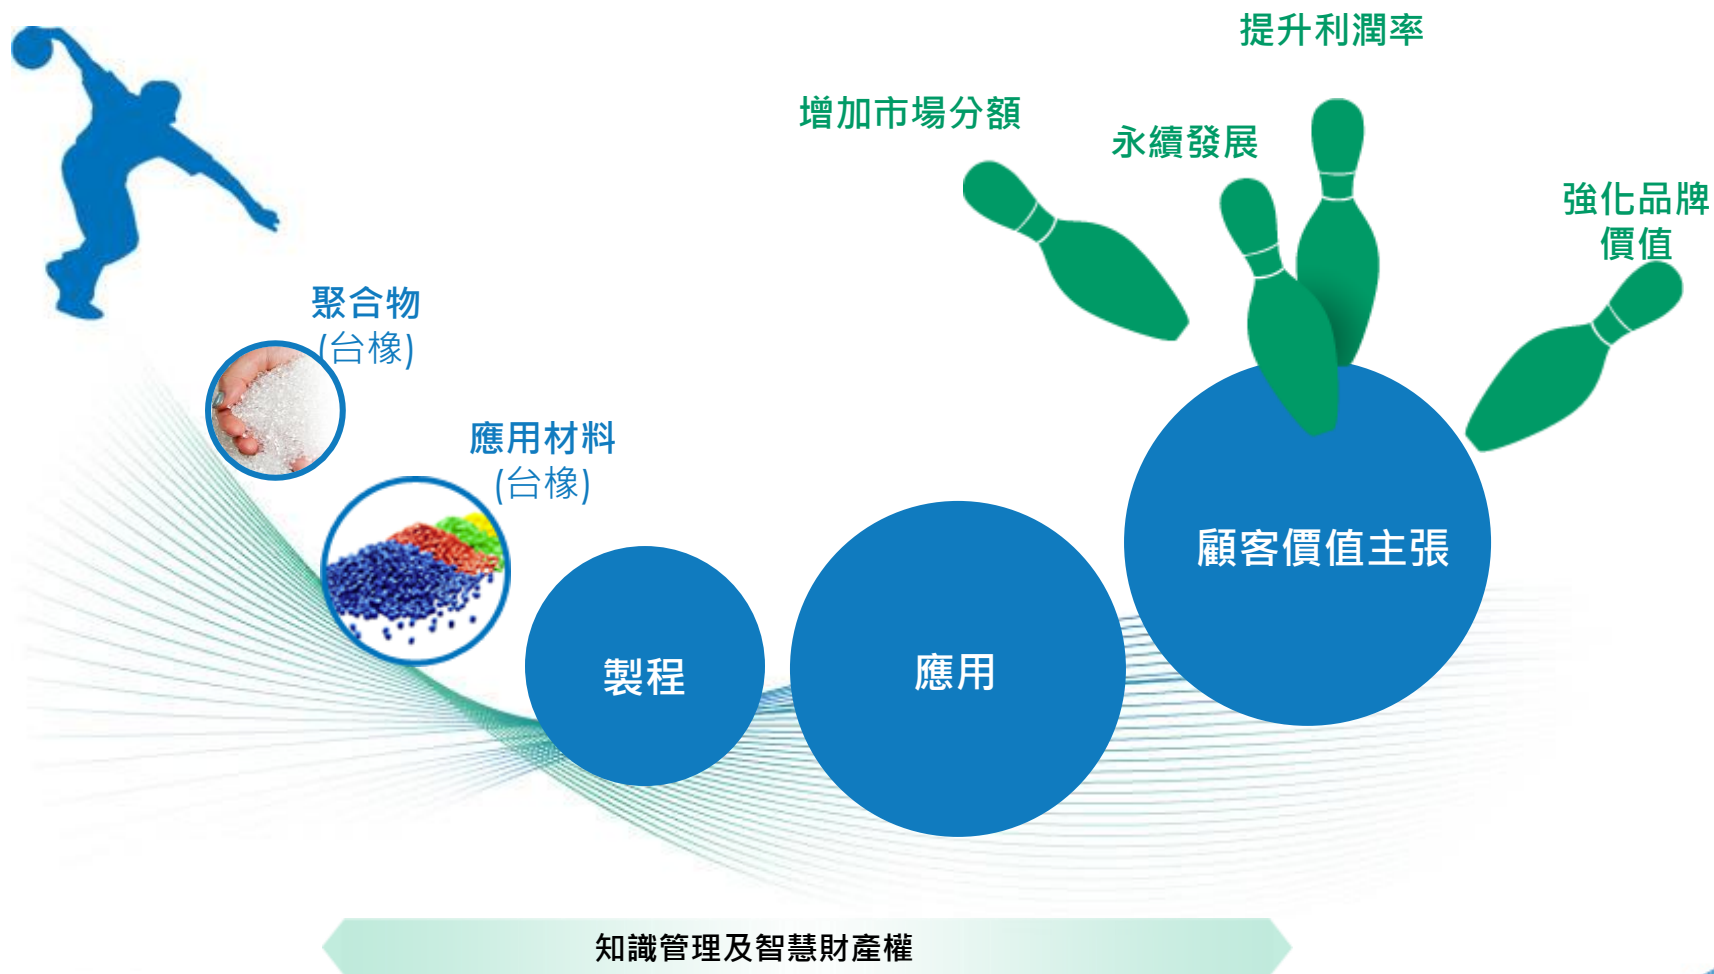 提升利潤率
增加市場分額
永續發展
強化品牌
價值
聚合物
(台橡)
應用材料
(台橡)
製程
應用
顧客價值主張
知識管理及智慧財產權